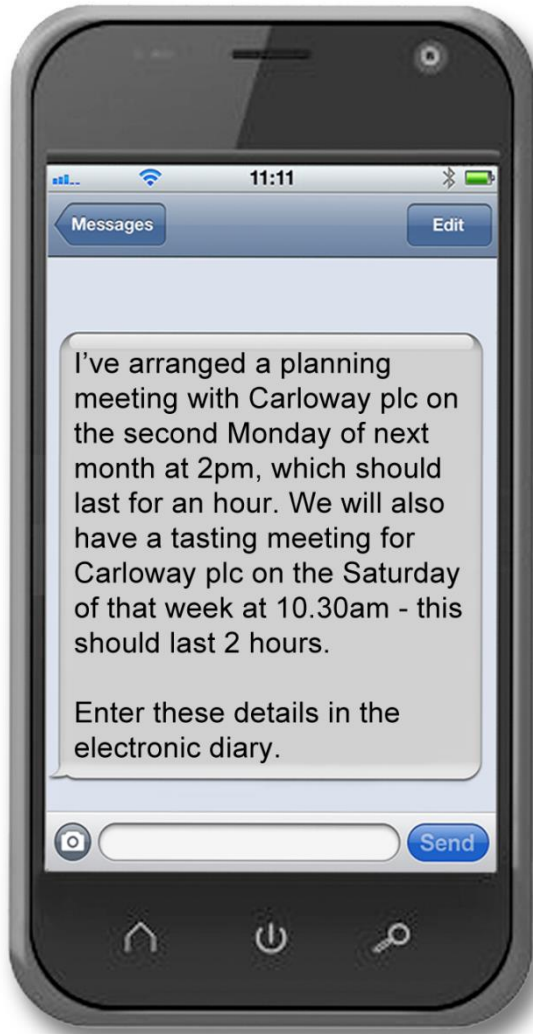 11:11
Messages
Edit
I've arranged a planning
meeting with Carloway plc on
the second Monday of next
month at 2pm, which should
last for an hour. We will also
have a tasting meeting for
Carloway plc on the Saturday
of that week at 10.30am - this
should last 2 hours.
Enter these details in the
electronic diary.
Send